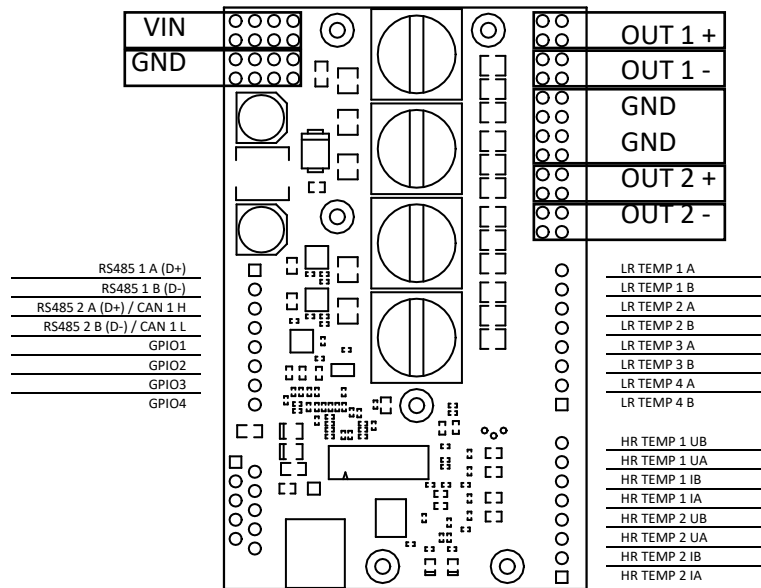 VIN
GND
OUT 1 +
OUT 1 -
GND
GND
OUT 2 +
OUT 2 -
RS485 1 A (D+)
RS485 1 B (D-)
RS485 2 A (D+) / CAN 1 H
RS485 2 B (D-) / CAN 1 L
GPIO1
GPIO2
GPIO3
GPIO4
LR TEMP 1 A
LR TEMP 1 B
LR TEMP 2 A
LR TEMP 2 B
LR TEMP 3 A
LR TEMP 3 B
LR TEMP 4 A
LR TEMP 4 B
HR TEMP 1 UB
HR TEMP 1 UA
HR TEMP 1 IB
HR TEMP 1 IA
HR TEMP 2 UB
HR TEMP 2 UA
HR TEMP 2 IB
HR TEMP 2 IA